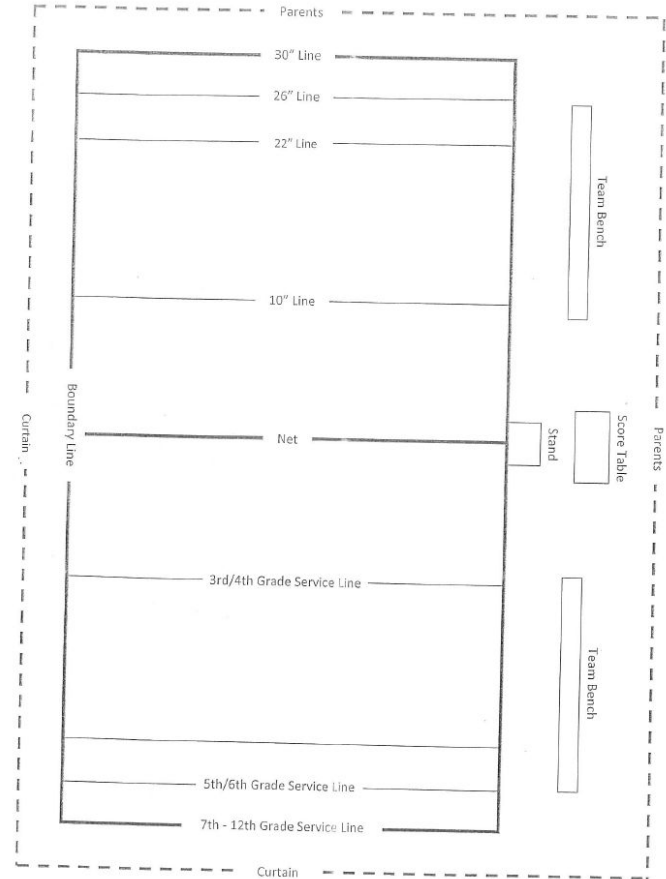 Parents
30" Line
26" Line
22" Line
Team Bench
10" Line
Boundary Line
Curtain
Net
Stand
Score Table
Parents
3rd/4th Grade Service Line
Team Bench
5th/6th Grade Service Line
7th - 12th Grade Service Line
Curtain